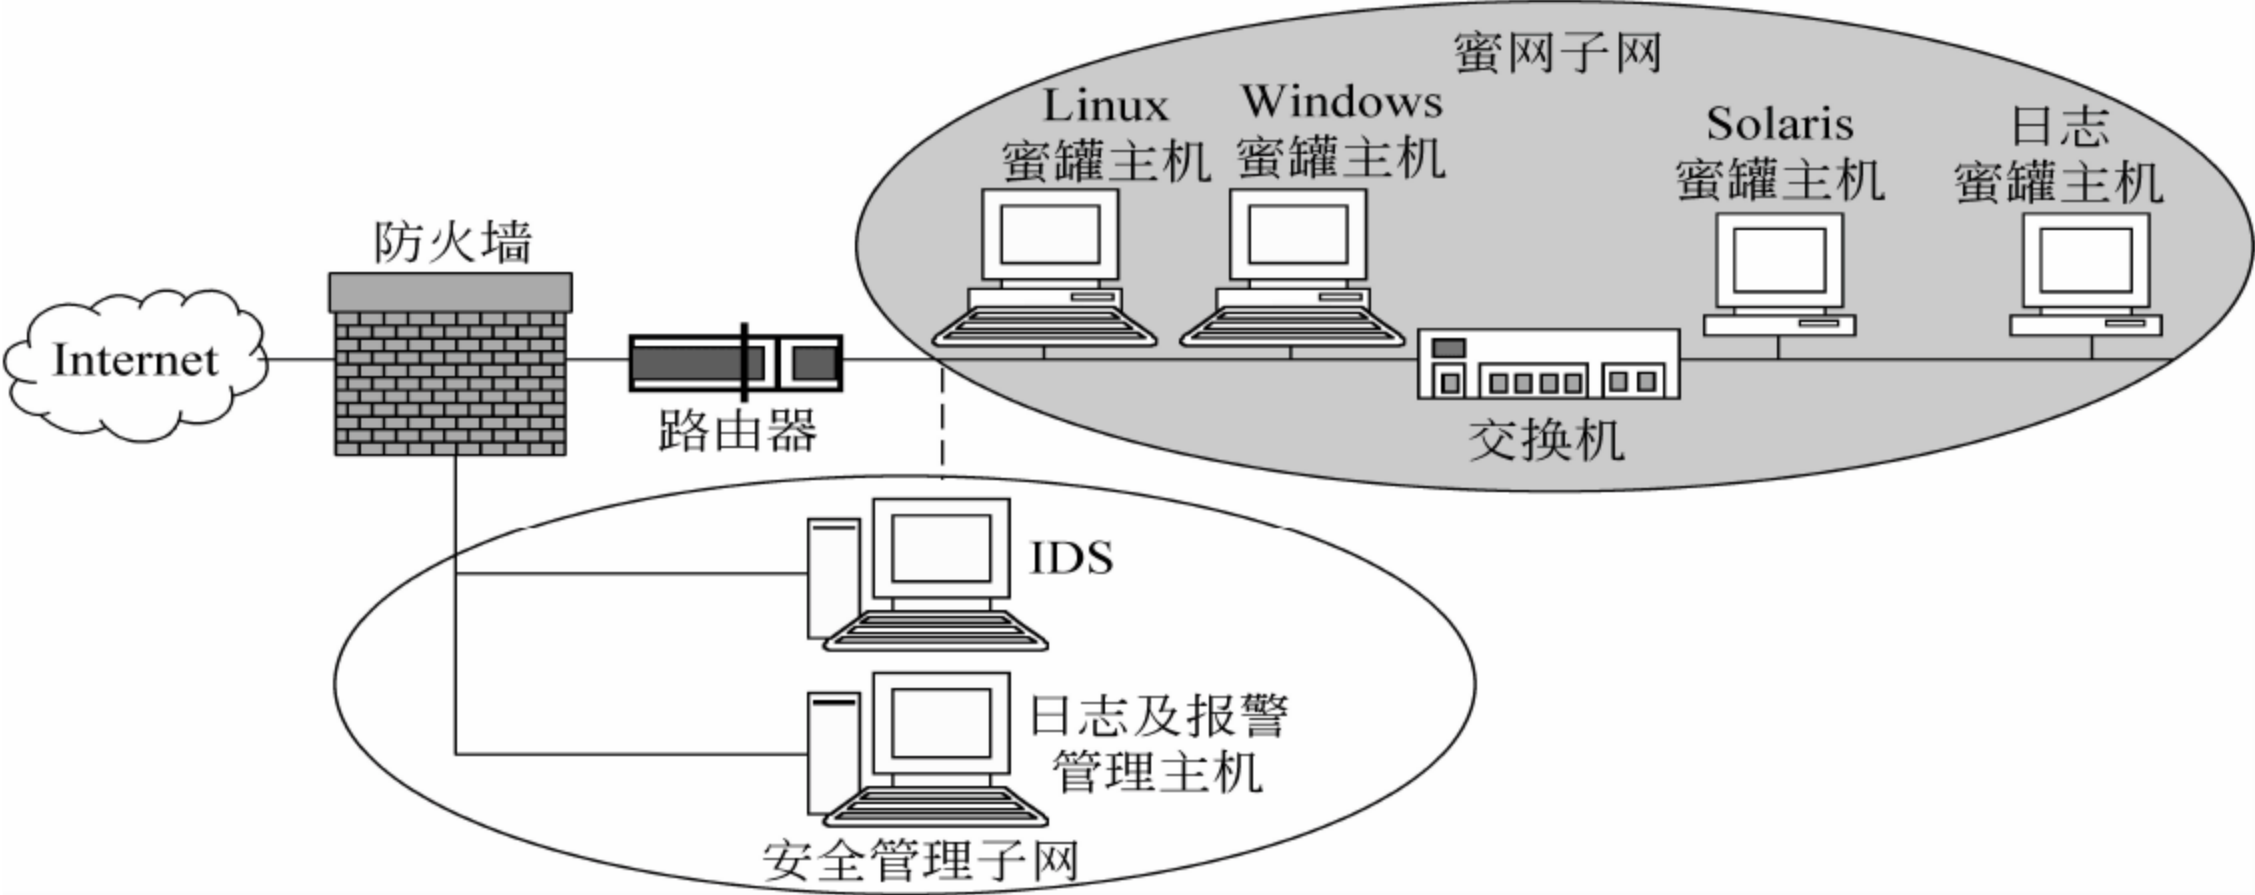 蜜网子网
Linux
蜜罐主机
Windows
蜜罐主机
Solaris
蜜罐主机
日志
蜜罐主机
防火墙
Internet
路由器
交换机
IDS
日志及报警
管理主机
安全管理子网